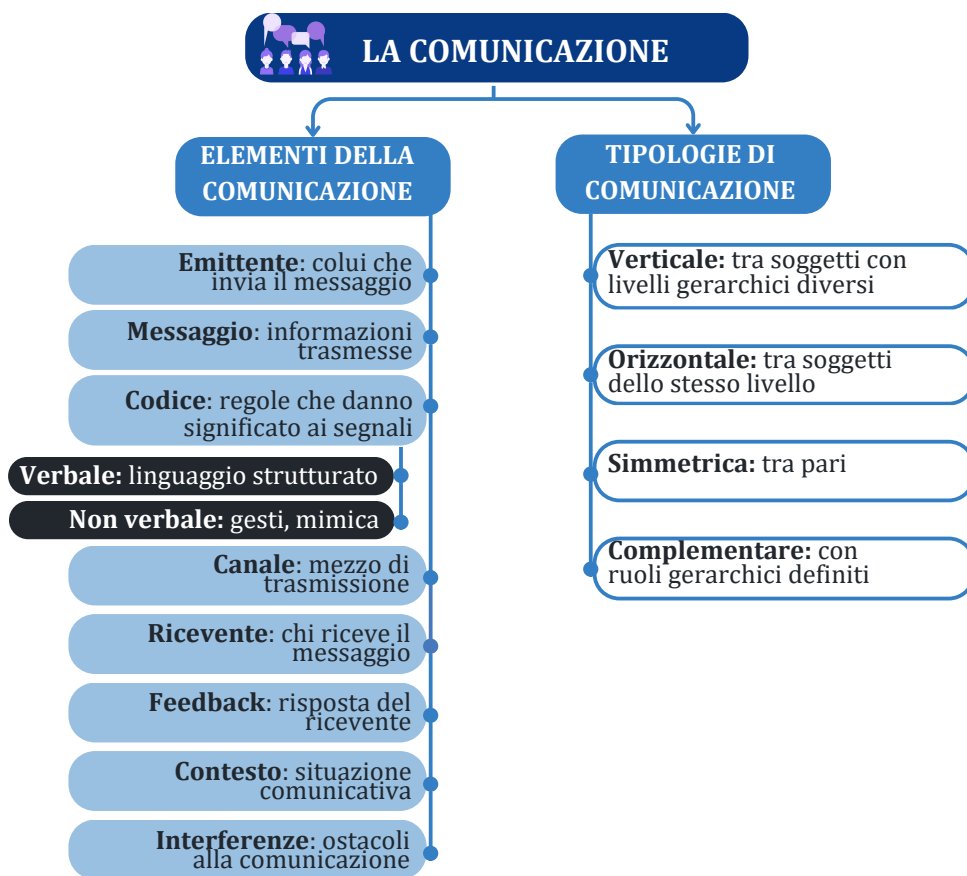 LA COMUNICAZIONE
ELEMENTI DELLA
COMUNICAZIONE
Emittente: colui che
invia il messaggio
Messaggio: informazioni
trasmesse
Codice: regole che danno
significato ai segnali
Verbale: linguaggio strutturato
Non verbale: gesti, mimica
Canale: mezzo di
trasmissione
Ricevente: chi riceve il
messaggio
Feedback: risposta del
ricevente
Contesto: situazione
comunicativa
Interferenze: ostacoli
alla comunicazione
TIPOLOGIE DI
COMUNICAZIONE
Verticale: tra soggetti con
livelli gerarchici diversi
Orizzontale: tra soggetti
dello stesso livello
Simmetrica: tra pari
Complementare: con
ruoli gerarchici definiti